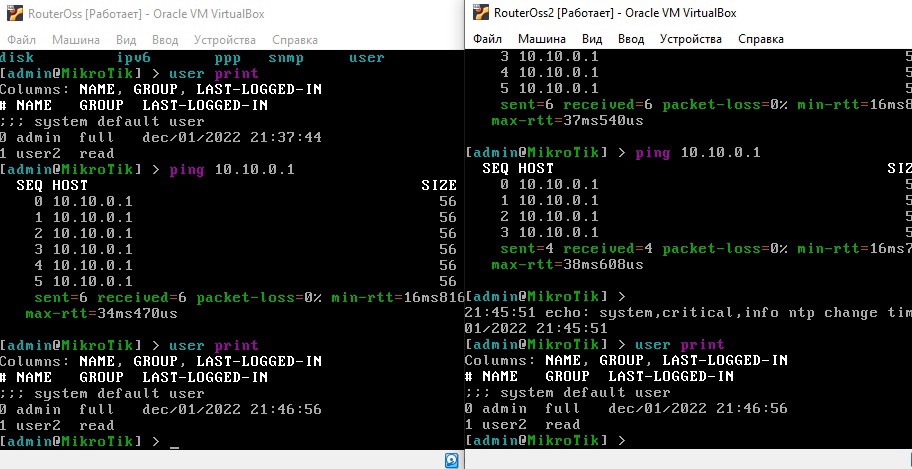 RouterOss [Работает] - Oracle VM VirtualBox
Файл Машина Вид Ввод Устройства Справка
disk ipv6 ppp snmp user
[admin@MikroTik] > user print
Columns: NAME, GROUP, LAST-LOGGED-IN
# NAME GROUP LAST-LOGGED-IN
;;; system default user
0 admin full dec/01/2022 21:37:44
1 user2 read
[admin@MikroTik] > ping 10.10.0.1
SEQ HOST SIZE
0 10.10.0.1 56
1 10.10.0.1 56
2 10.10.0.1 56
3 10.10.0.1 56
4 10.10.0.1 56
5 10.10.0.1 56
sent=6 received=6 packet-loss=0% min-rtt=16ms816
max-rtt=34ms470us
[admin@MikroTik] > user print
Columns: NAME, GROUP, LAST-LOGGED-IN
# NAME GROUP LAST-LOGGED-IN
;;; system default user
0 admin full dec/01/2022 21:46:56
1 user2 read
[admin@MikroTik] > _
RouterOss2 [Работает] - Oracle VM VirtualBox
Файл Машина Вид Ввод Устройства Справка
3 10.10.0.1 5
4 10.10.0.1 5
5 10.10.0.1 5
sent=6 received=6 packet-loss=0% min-rtt=16ms8
max-rtt=37ms540us
[admin@MikroTik] > ping 10.10.0.1
SEQ HOST SIZ
0 10.10.0.1 5
1 10.10.0.1 5
2 10.10.0.1 5
3 10.10.0.1 5
sent=4 received=4 packet-loss=0% min-rtt=16ms7
max-rtt=38ms608us
[admin@MikroTik] >
21:45:51 echo: system,critical,info ntp change tim
01/2022 21:45:51
[admin@MikroTik] > user print
Columns: NAME, GROUP, LAST-LOGGED-IN
# NAME GROUP LAST-LOGGED-IN
;;; system default user
0 admin full dec/01/2022 21:46:56
1 user2 read
[admin@MikroTik] >